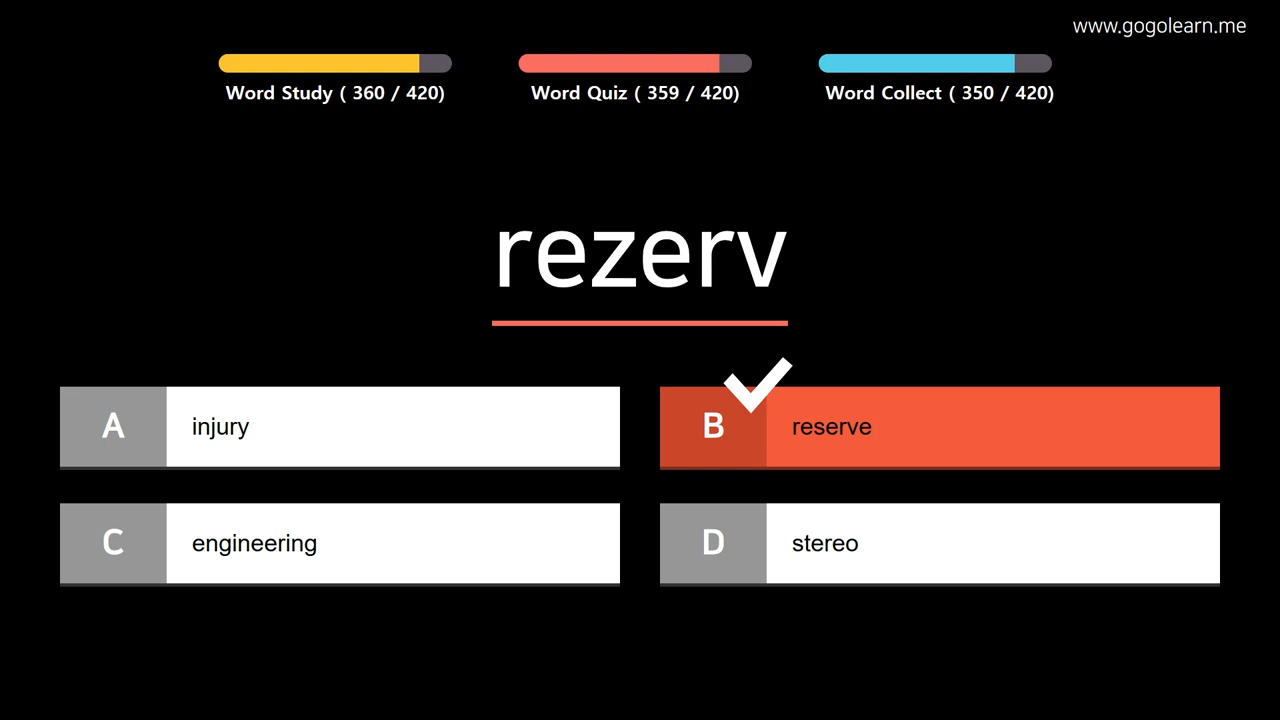 www.gogolearn.me
Word Study ( 360 / 420)
Word Quiz ( 359 / 420)
Word Collect ( 350 / 420)
rezerv
A injury
B reserve
C engineering
D stereo